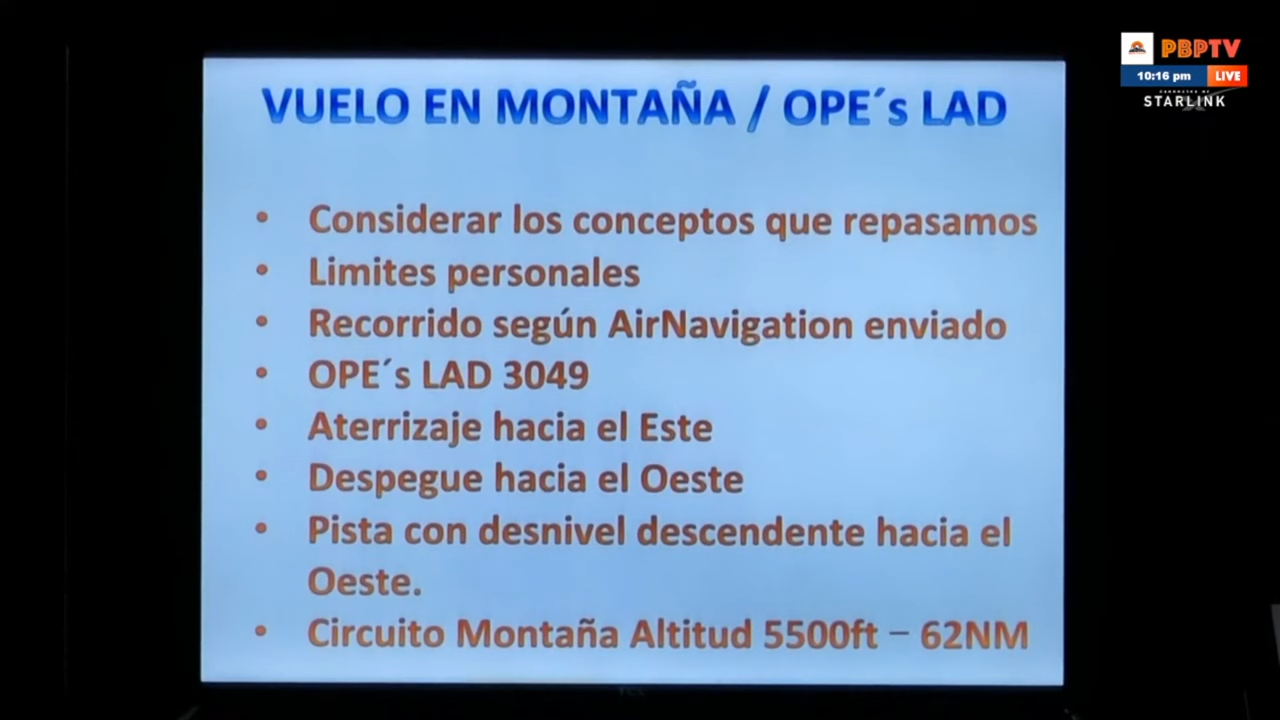 PBPTV
10:16 pm LIVE
CONNECTED BY
STARLINK
VUELO EN MONTAÑA / OPE´s LAD
• Considerar los conceptos que repasamos
• Limites personales
• Recorrido según AirNavigation enviado
• OPE´s LAD 3049
• Aterrizaje hacia el Este
• Despegue hacia el Oeste
• Pista con desnivel descendente hacia el
Oeste.
• Circuito Montaña Altitud 5500ft – 62NM